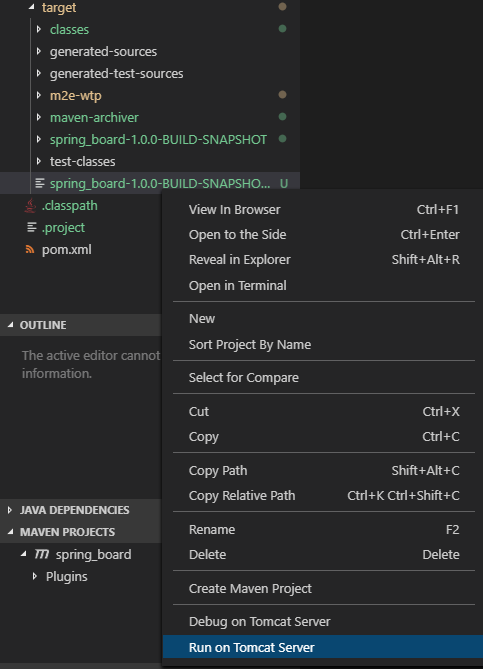 target
classes
generated-sources
generated-test-sources
m2e-wtp
maven-archiver
spring_board-1.0.0-BUILD-SNAPSHOT
test-classes
spring_board-1.0.0-BUILD-SNAPSHO... U
.classpath
.project
pom.xml
OUTLINE
The active editor cannot
information.
JAVA DEPENDENCIES
MAVEN PROJECTS
spring_board
Plugins
View In Browser Ctrl+F1
Open to the Side Ctrl+Enter
Reveal in Explorer Shift+Alt+R
Open in Terminal
New
Sort Project By Name
Select for Compare
Cut Ctrl+X
Copy Ctrl+C
Copy Path Shift+Alt+C
Copy Relative Path Ctrl+K Ctrl+Shift+C
Rename F2
Delete Delete
Create Maven Project
Debug on Tomcat Server
Run on Tomcat Server